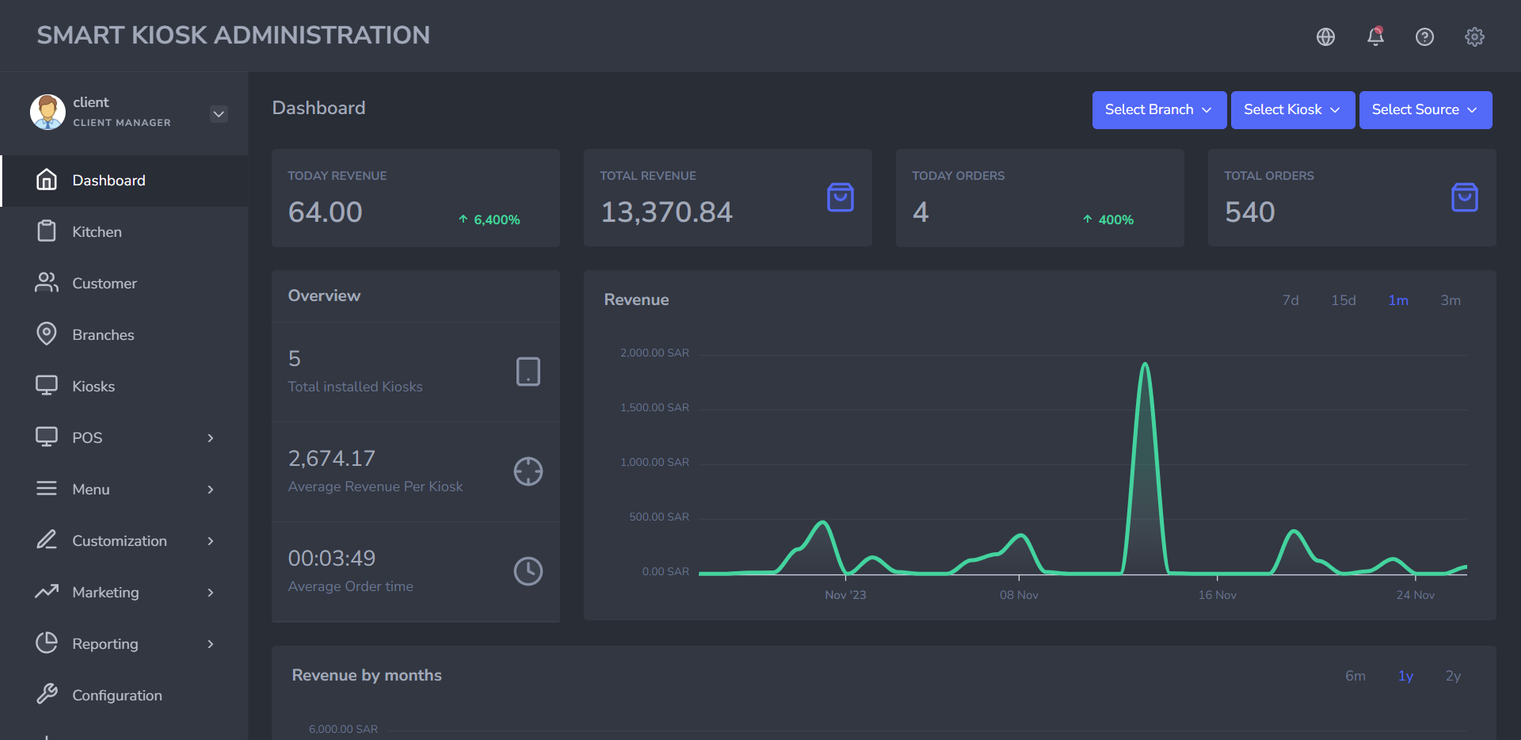 SMART KIOSK ADMINISTRATION
client
CLIENT MANAGER
Dashboard
Kitchen
Customer
Branches
Kiosks
POS
Menu
Customization
Marketing
Reporting
Configuration
Dashboard
Select Branch
Select Kiosk
Select Source
TODAY REVENUE
64.00
6,400%
TOTAL REVENUE
13,370.84
TODAY ORDERS
4
400%
TOTAL ORDERS
540
Overview
5
Total installed Kiosks
2,674.17
Average Revenue Per Kiosk
00:03:49
Average Order time
Revenue
7d 15d 1m 3m
2,000.00 SAR
1,500.00 SAR
1,000.00 SAR
500.00 SAR
0.00 SAR
Nov '23 08 Nov 16 Nov 24 Nov
Revenue by months
6m 1y 2y
6,000.00 SAR